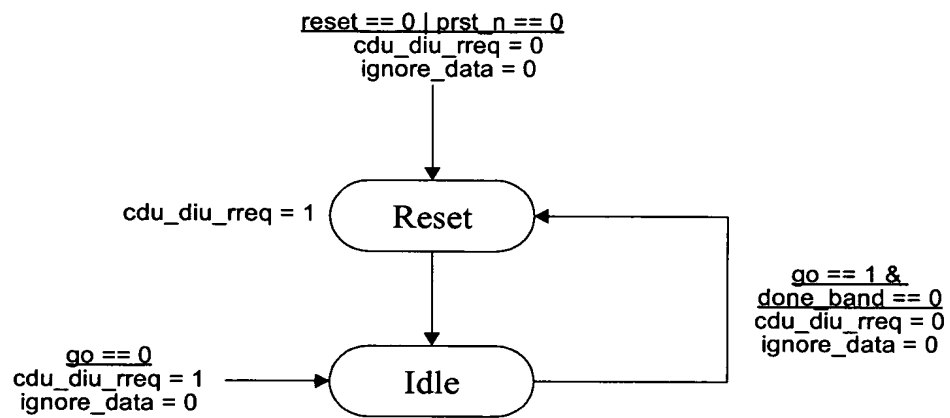 reset == 0 | prst_n == 0
cdu_diu_rreq = 0
ignore_data = 0
cdu_diu_rreq = 1
Reset
go == 1 &
done_band == 0
cdu_diu_rreq = 0
ignore_data = 0
go == 0
cdu_diu_rreq = 1
ignore_data = 0
Idle